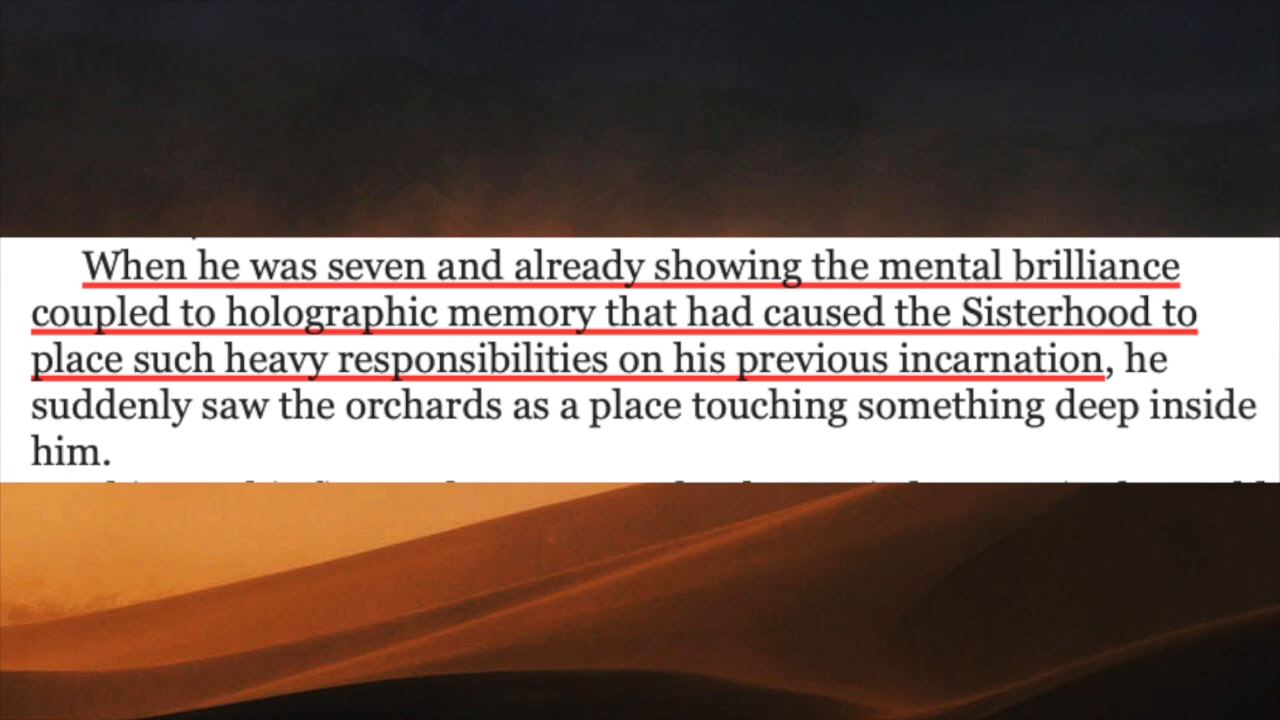 When he was seven and already showing the mental brilliance
coupled to holographic memory that had caused the Sisterhood to
place such heavy responsibilities on his previous incarnation, he
suddenly saw the orchards as a place touching something deep inside
him.